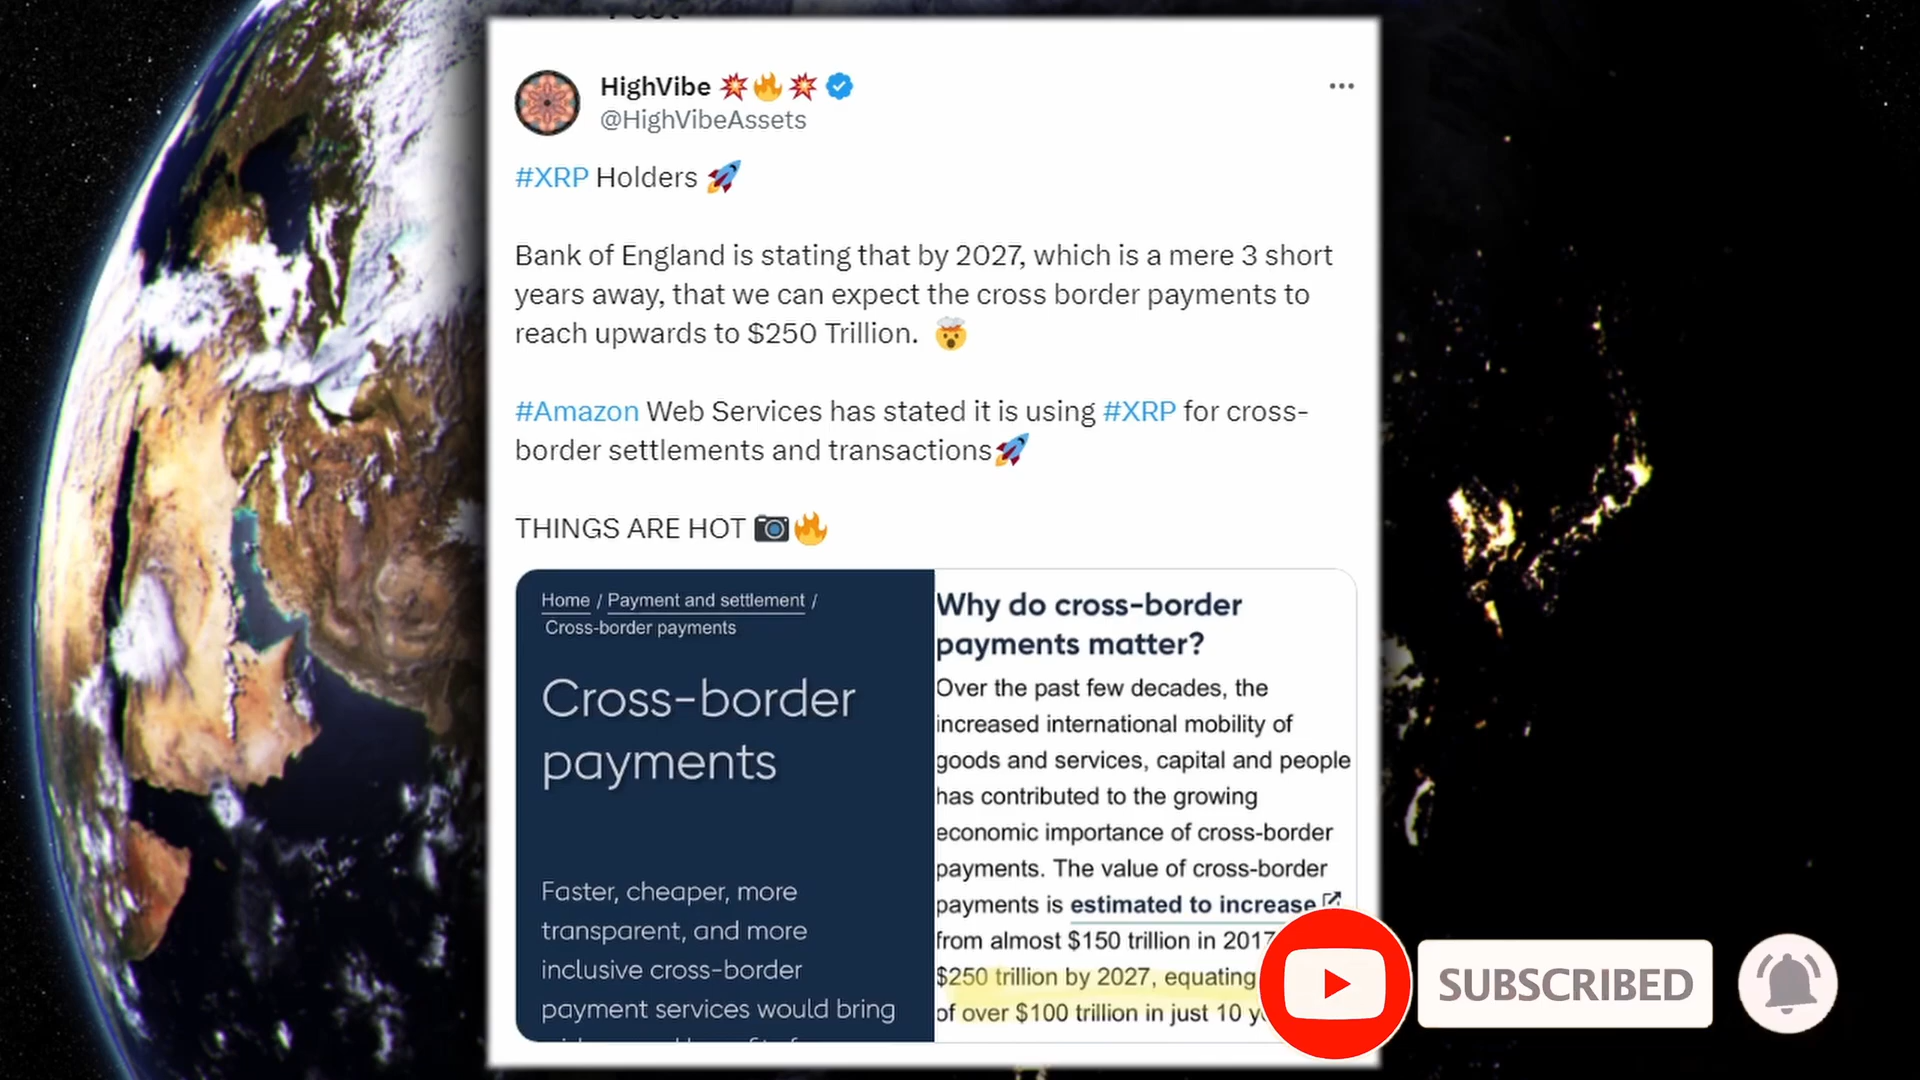 HighVibe 💥🔥💥
@HighVibeAssets
#XRP Holders 🚀
Bank of England is stating that by 2027, which is a mere 3 short
years away, that we can expect the cross border payments to
reach upwards to $250 Trillion. 🤯
#Amazon Web Services has stated it is using #XRP for cross-
border settlements and transactions🚀
THINGS ARE HOT 📷🔥
Home / Payment and settlement /
Cross-border payments
Cross-border
payments
Faster, cheaper, more
transparent, and more
inclusive cross-border
payment services would bring
Why do cross-border
payments matter?
Over the past few decades, the
increased international mobility of
goods and services, capital and people
has contributed to the growing
economic importance of cross-border
payments. The value of cross-border
payments is estimated to increase
from almost $150 trillion in 2017
$250 trillion by 2027, equating
of over $100 trillion in just 10
SUBSCRIBED